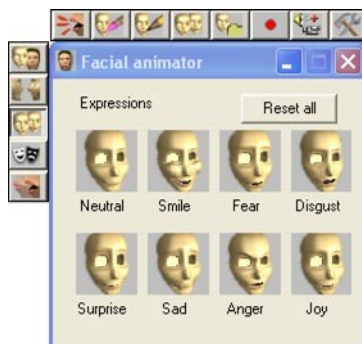 Facial animator
Expressions Reset all
Neutral Smile Fear Disgust
Surprise Sad Anger Joy